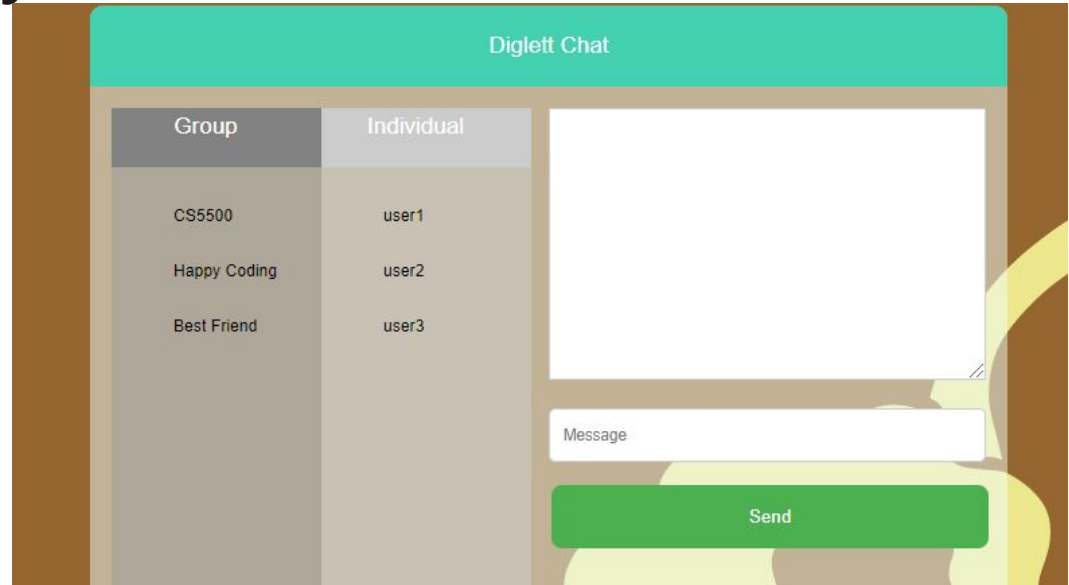 Diglett Chat
Group Individual
CS5500 user1
Happy Coding user2
Best Friend user3
Message
Send